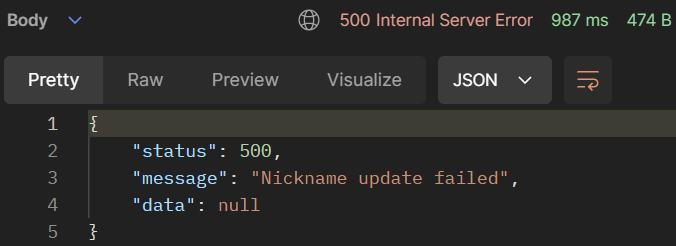 Body 500 Internal Server Error 987 ms 474 B
Pretty Raw Preview Visualize JSON
1 {
2 "status": 500,
3 "message": "Nickname update failed",
4 "data": null
5 }